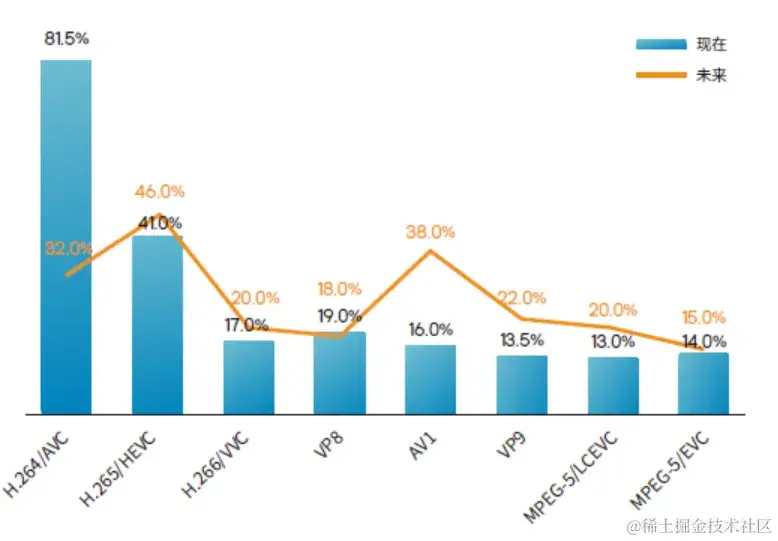 81.5%
现在
未来
46.0%
41.0%
32.0%
38.0%
20.0%
17.0%
18.0%
19.0%
16.0%
22.0%
13.5%
20.0%
13.0%
15.0%
14.0%
H.264/AVC
H.265/HEVC
H.266/VVC
VP8
AV1
VP9
MPEG-5/LCEVC
MPEG-5/EVC
@稀土掘金技术社区